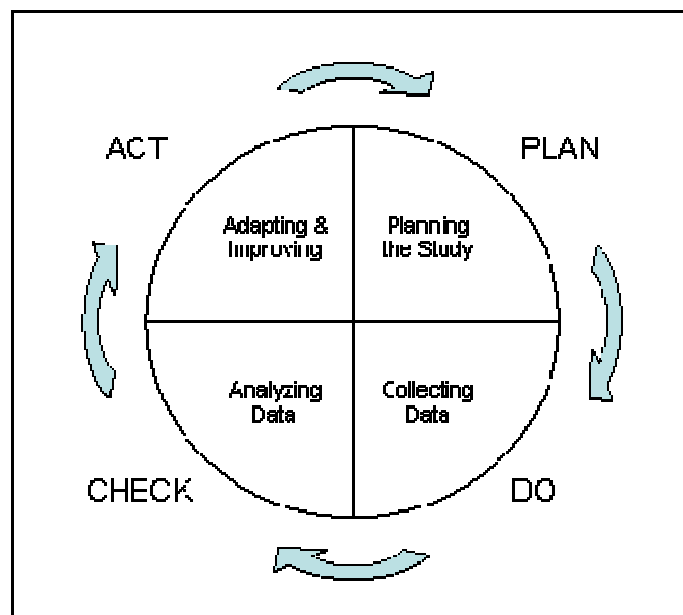 ACT
PLAN
Adapting &
Improving
Planning
the Study
Analyzing
Data
Collecting
Data
CHECK
DO